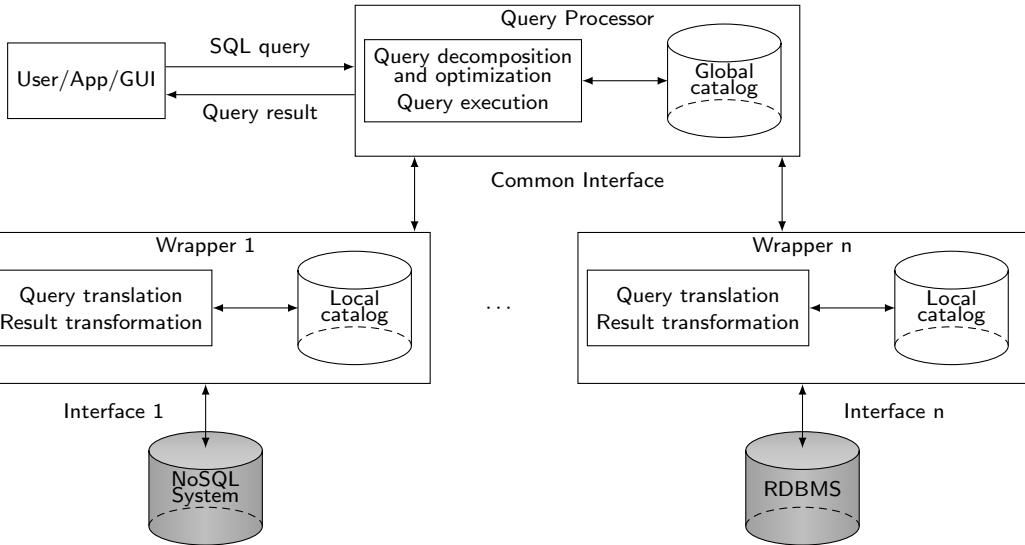 Query Processor
SQL query
User/App/GUI
Query result
Query decomposition
and optimization
Query execution
Global
catalog
Common Interface
Wrapper 1
Query translation
Result transformation
Local
catalog
...
Wrapper n
Query translation
Result transformation
Local
catalog
Interface 1
Interface n
NoSQL
System
RDBMS